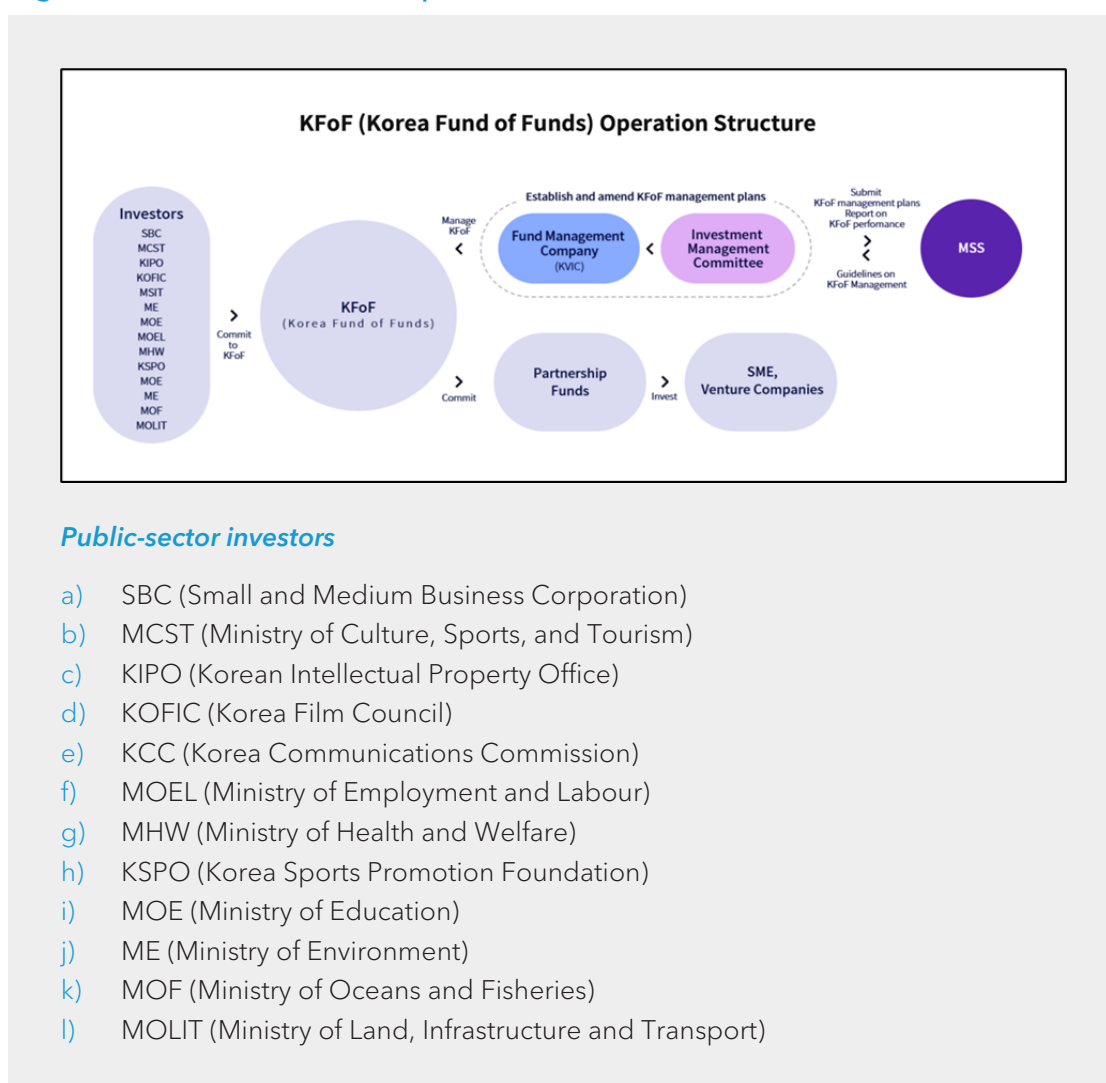 KFoF (Korea Fund of Funds) Operation Structure
Investors
SBC
MCST
KIPO
KOFIC
MSIT
ME
MOE
MOEL
MHW
KSPO
MOE
ME
MOF
MOLIT
Commit
to
KFoF
KFoF
(Korea Fund of Funds)
Manage
KFoF
Establish and amend KFoF management plans
Fund Management
Company
(KVIC)
Investment
Management
Committee
Submit
KFoF management plans
Report on
KFoF perfomance
Guidelines on
KFoF Management
MSS
Commit
Partnership
Funds
Invest
SME,
Venture Companies
Public-sector investors
a) SBC (Small and Medium Business Corporation)
b) MCST (Ministry of Culture, Sports, and Tourism)
c) KIPO (Korean Intellectual Property Office)
d) KOFIC (Korea Film Council)
e) KCC (Korea Communications Commission)
f) MOEL (Ministry of Employment and Labour)
g) MHW (Ministry of Health and Welfare)
h) KSPO (Korea Sports Promotion Foundation)
i) MOE (Ministry of Education)
j) ME (Ministry of Environment)
k) MOF (Ministry of Oceans and Fisheries)
l) MOLIT (Ministry of Land, Infrastructure and Transport)